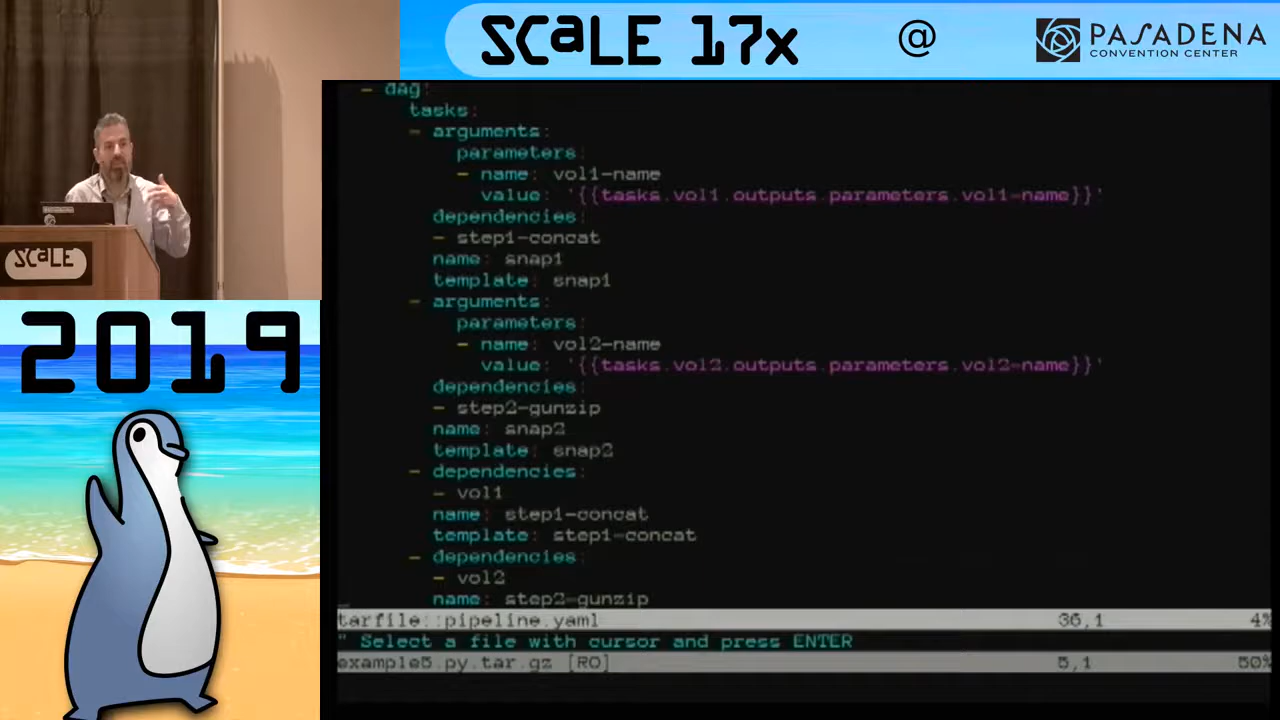 SCaLE 17x
@
PASADENA
CONVENTION CENTER
SCaLE
2019
- dag:
tasks:
- arguments:
parameters:
- name: vol1-name
value: '{{tasks.vol1.outputs.parameters.vol1-name}}'
dependencies:
- step1-concat
name: snap1
template: snap1
- arguments:
parameters:
- name: vol2-name
value: '{{tasks.vol2.outputs.parameters.vol2-name}}'
dependencies:
- step2-gunzip
name: snap2
template: snap2
- dependencies:
- vol1
name: step1-concat
template: step1-concat
- dependencies:
- vol2
name: step2-gunzip
tarfile::pipeline.yaml 36,1 4%
" Select a file with cursor and press ENTER
example5.py.tar.gz [RO] 5,1 50%